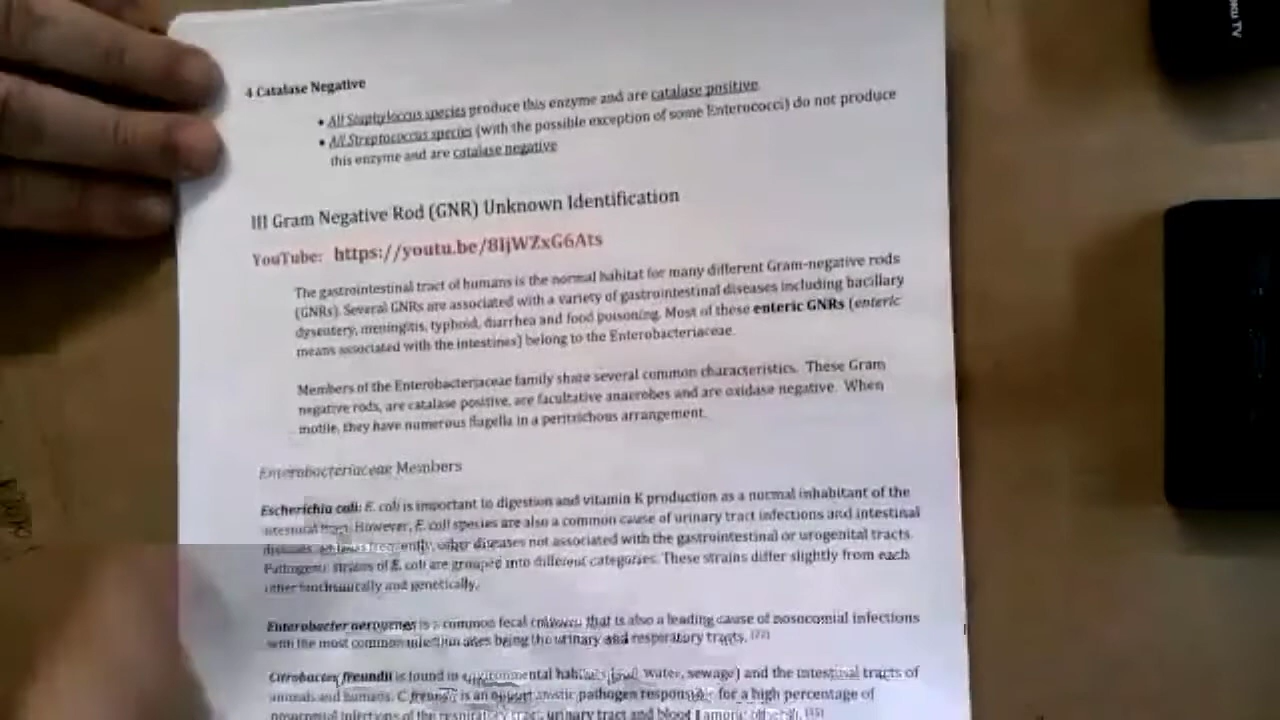 4 Catalase Negative
• All Staphylococcus species produce this enzyme and are catalase positive.
• All Streptococcus species (with the possible exception of some Enterococci) do not produce
this enzyme and are catalase negative
III Gram Negative Rod (GNR) Unknown Identification
YouTube: https://youtu.be/8IjWZxG6Ats
The gastrointestinal tract of humans is the normal habitat for many different Gram-negative rods
(GNRs). Several GNRs are associated with a variety of gastrointestinal diseases including bacillary
dysentery, meningitis, typhoid, diarrhea and food poisoning. Most of these enteric GNRs (enteric
means associated with the intestines) belong to the Enterobacteriaceae.
Members of the Enterobacteriaceae family share several common characteristics. These Gram
negative rods, are catalase positive, are facultative anaerobes and are oxidase negative. When
motile, they have numerous flagella in a peritrichous arrangement.
Enterobacteriaceae Members
Escherichia coli: E. coli is important to digestion and vitamin K production as a normal inhabitant of the
intestinal tract. However, E. coli species are also a common cause of urinary tract infections and intestinal
other diseases not associated with the gastrointestinal or urogenital tracts.
Pathogenic strains of E. coli are grouped into different categories. These strains differ slightly from each
other and genetically.
Enterobacter aerogenes is a common fecal that is also a leading cause of nosocomial infections
with the most common infection sites being the urinary and respiratory tracts.
Citrobacter freundii is found in environmental habitats (soil, water, sewage) and the intestinal tracts of
animals and humans. C freundii is an opportunistic pathogen responsible for a high percentage of
nosocomial infections of the respiratory tract, urinary tract and blood
TV